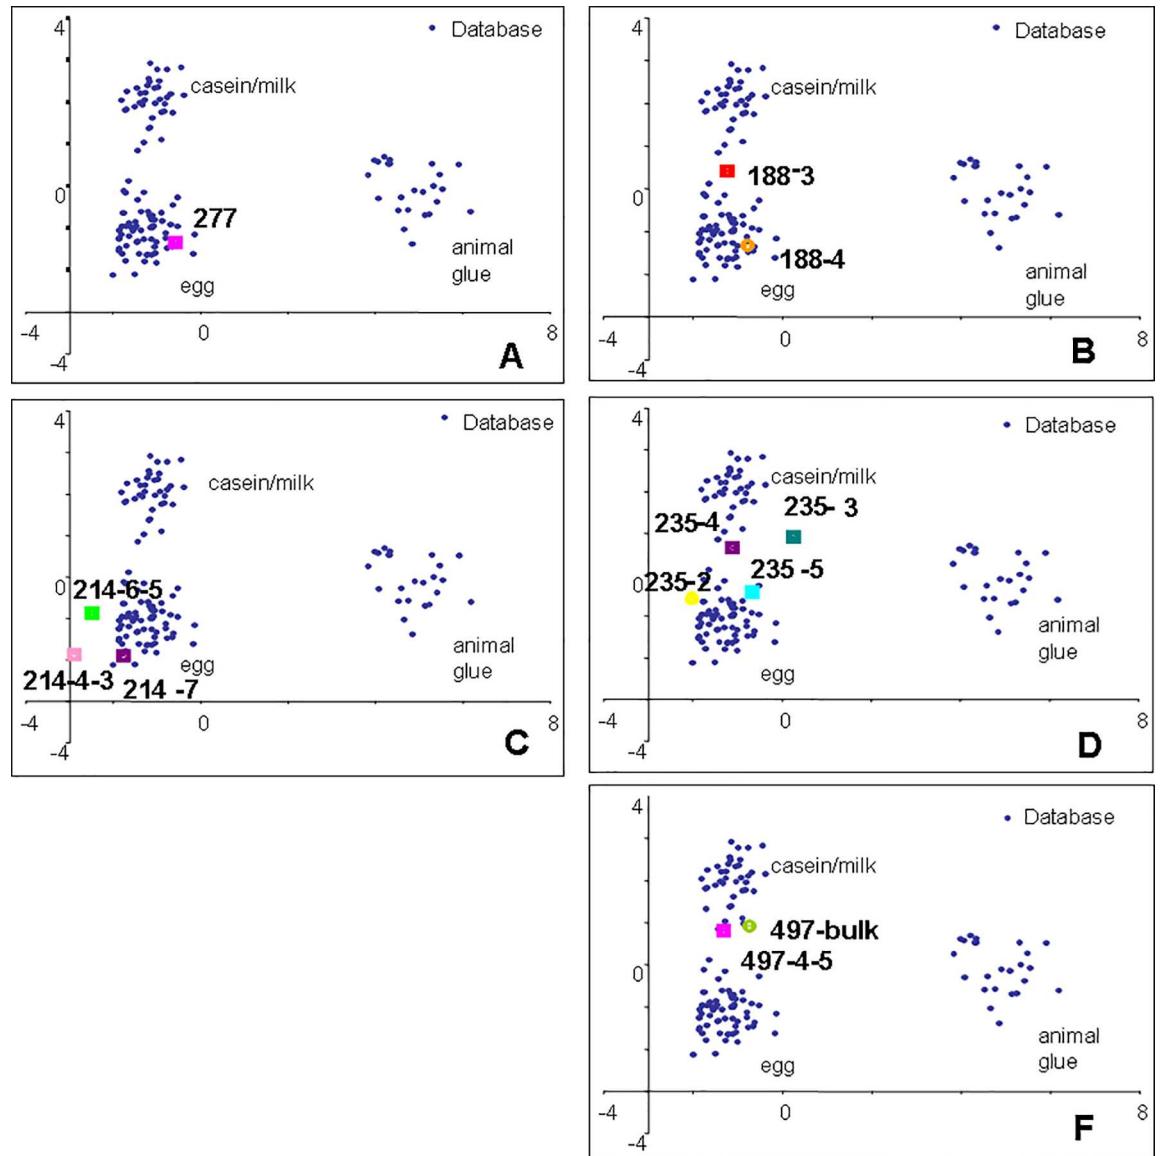 4
Database
casein/milk
0
277
animal
glue
egg
-4
0
8
-4
A
4
Database
casein/milk
188-3
0
188-4
animal
glue
egg
-4
0
8
-4
B
4
Database
casein/milk
0
214-6-5
animal
glue
egg
214-4-3
214 -7
-4
0
8
-4
C
4
Database
casein/milk
235- 3
235-4
235 -5
0
235-2
animal
glue
egg
-4
0
8
-4
D
4
Database
casein/milk
497-bulk
497-4-5
0
animal
glue
egg
-4
0
8
-4
F